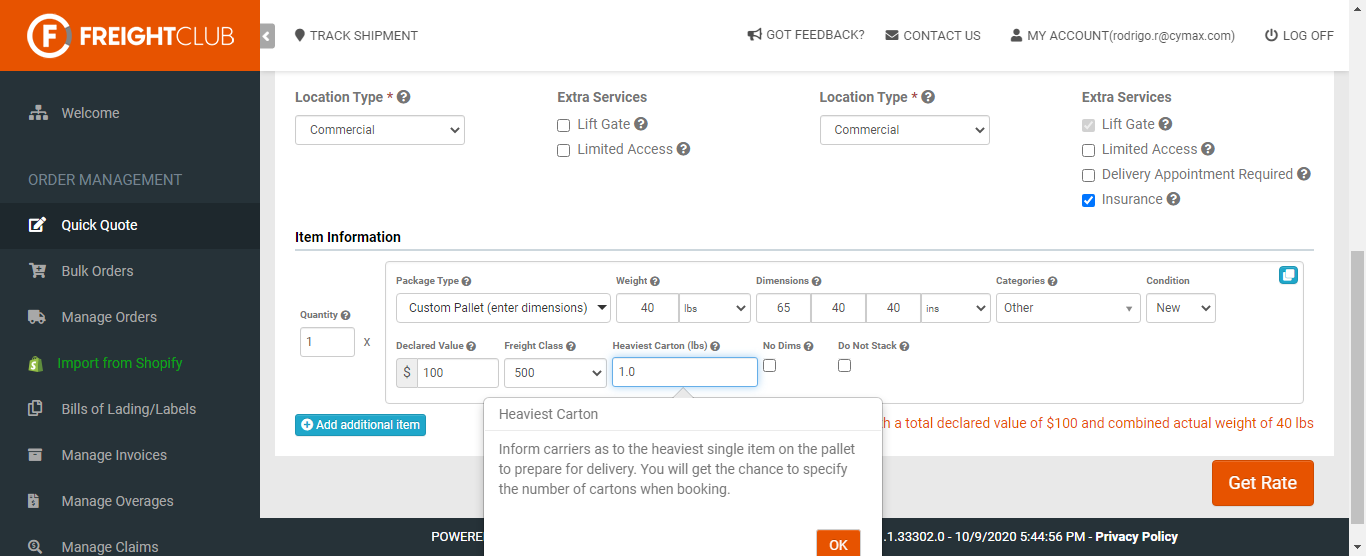 FREIGHTCLUB
TRACK SHIPMENT
GOT FEEDBACK?
CONTACT US
MY ACCOUNT(rodrigo.r@cymax.com)
LOG OFF
Welcome
ORDER MANAGEMENT
Quick Quote
Bulk Orders
Manage Orders
Import from Shopify
Bills of Lading/Labels
Manage Invoices
Manage Overages
Manage Claims
Location Type *
Commercial
Extra Services
Lift Gate
Limited Access
Location Type *
Commercial
Extra Services
Lift Gate
Limited Access
Delivery Appointment Required
Insurance
Item Information
Quantity
1 x
Package Type
Custom Pallet (enter dimensions)
Weight
40 lbs
Dimensions
65 40 40 ins
Categories
Other
Condition
New
Declared Value
$ 100
Freight Class
500
Heaviest Carton (lbs)
1.0
No Dims
Do Not Stack
Add additional item
h a total declared value of $100 and combined actual weight of 40 lbs
Heaviest Carton
Inform carriers as to the heaviest single item on the pallet
to prepare for delivery. You will get the chance to specify
the number of cartons when booking.
OK
Get Rate
POWERE
.1.33302.0 - 10/9/2020 5:44:56 PM - Privacy Policy